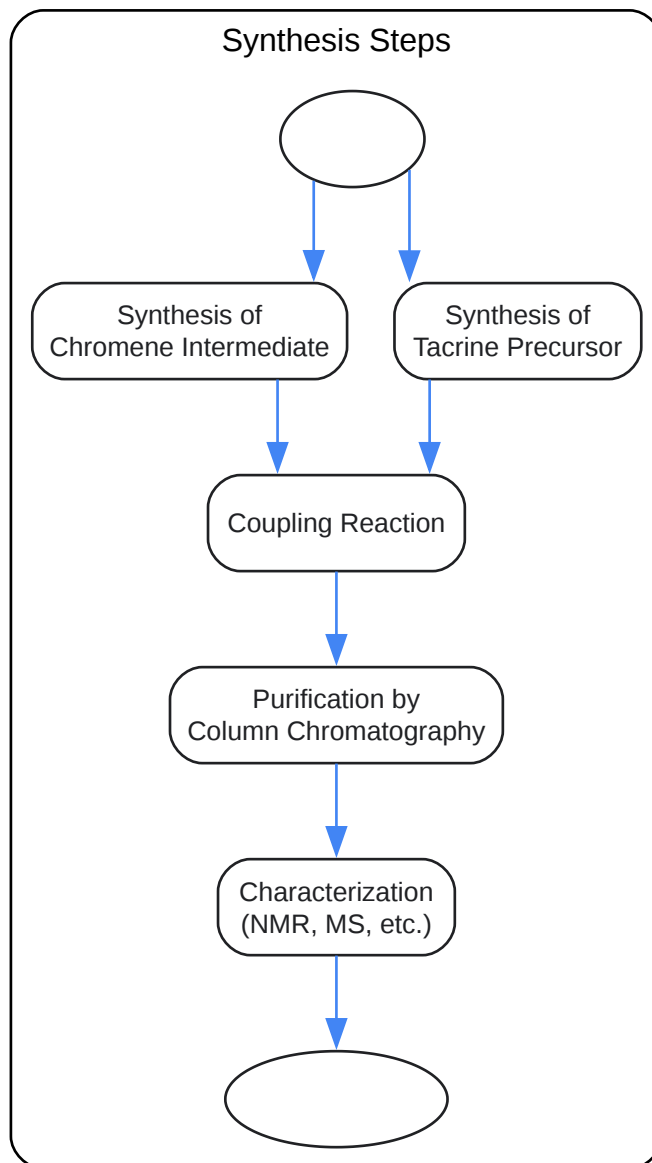 Synthesis Steps
Synthesis of
Chromene Intermediate
Synthesis of
Tacrine Precursor
Coupling Reaction
Purification by
Column Chromatography
Characterization
(NMR, MS, etc.)